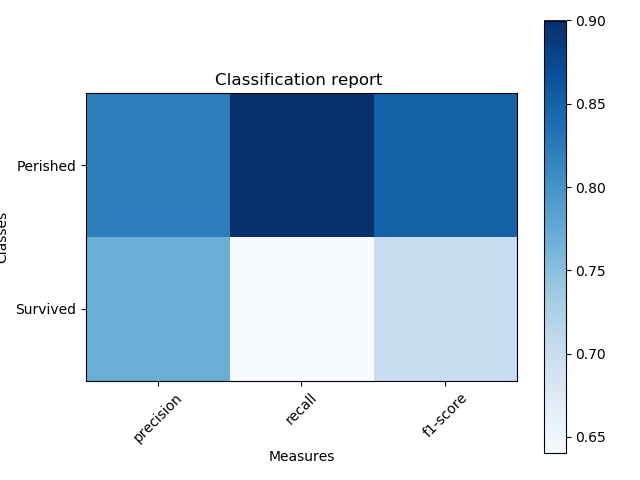 Classification report
Classes
Perished
Survived
precision
recall
f1-score
Measures
0.90
0.85
0.80
0.75
0.70
0.65